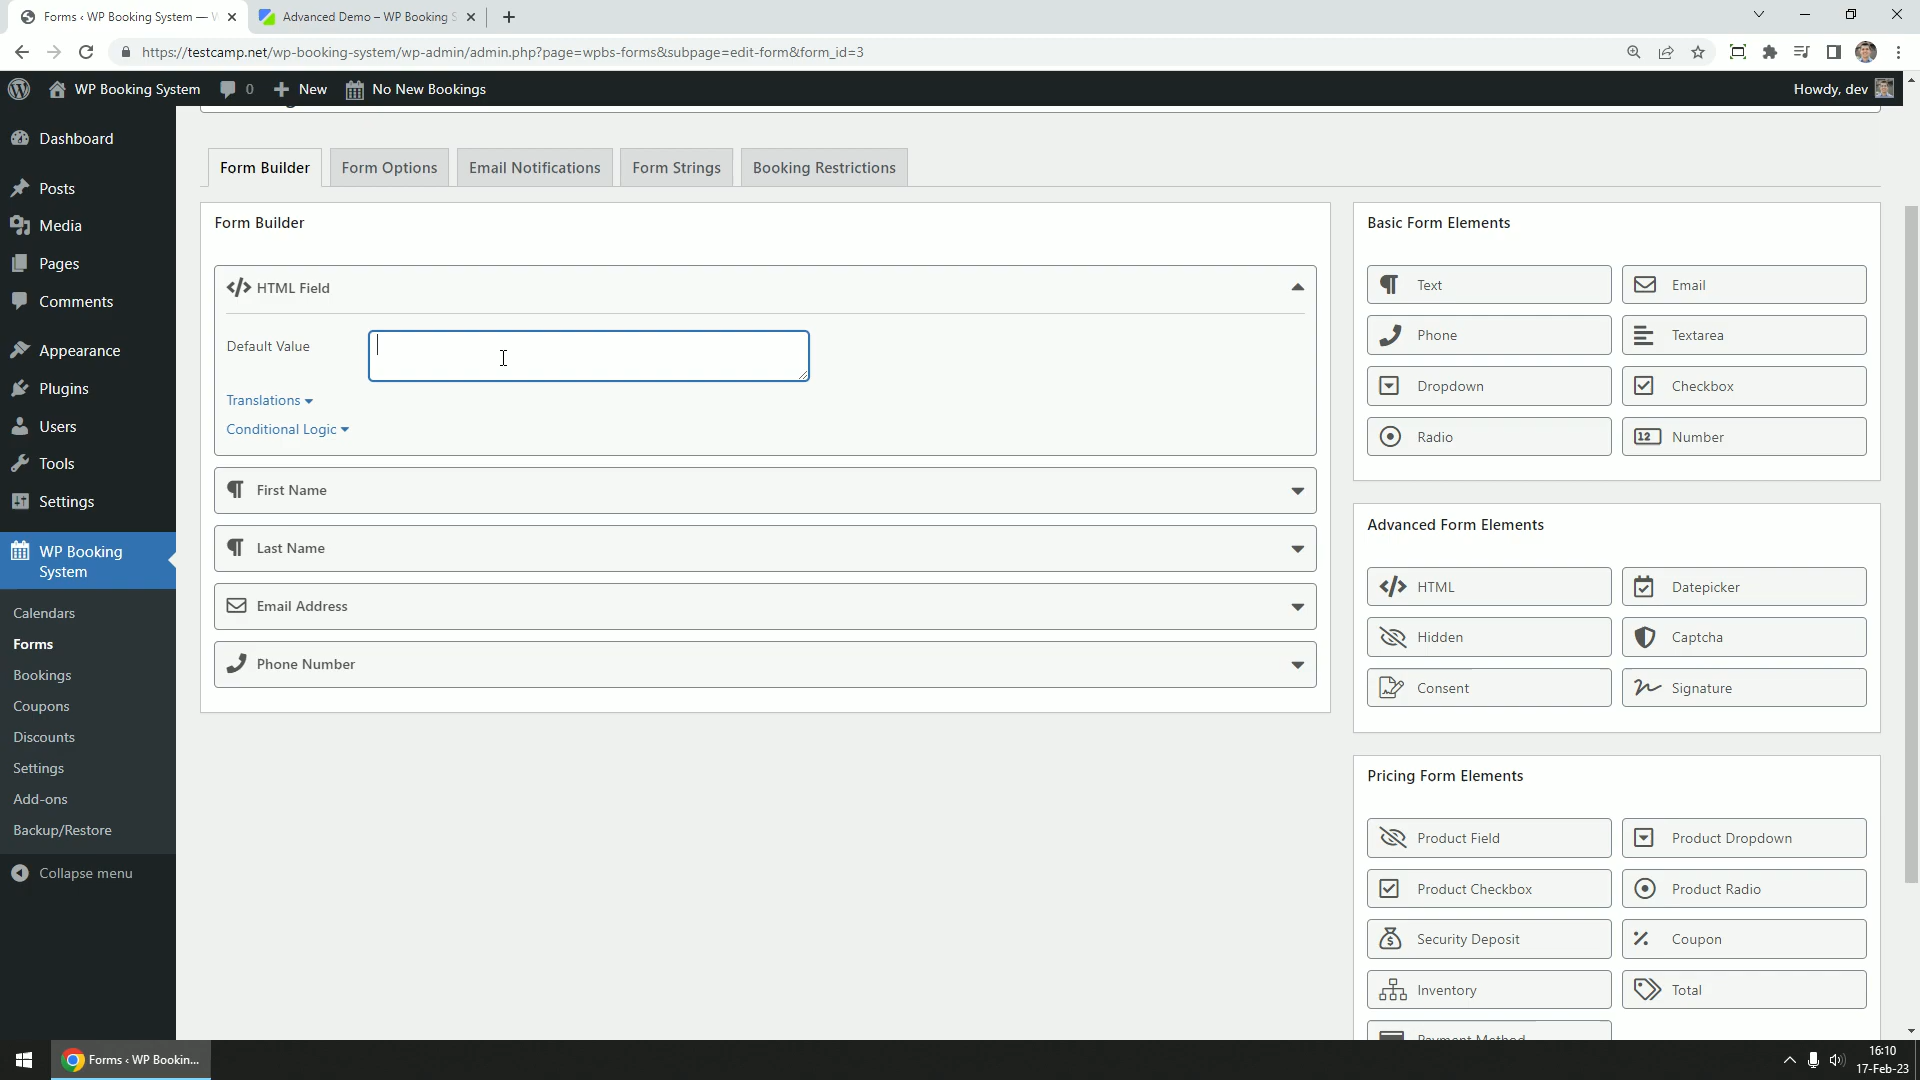 Forms ‹ WP Booking System — W
Advanced Demo – WP Booking S
https://testcamp.net/wp-booking-system/wp-admin/admin.php?page=wpbs-forms&subpage=edit-form&form_id=3
WP Booking System
0
New
No New Bookings
Howdy, dev
Dashboard
Posts
Media
Pages
Comments
Appearance
Plugins
Users
Tools
Settings
WP Booking
System
Calendars
Forms
Bookings
Coupons
Discounts
Settings
Add-ons
Backup/Restore
Collapse menu
Form Builder
Form Options
Email Notifications
Form Strings
Booking Restrictions
Form Builder
HTML Field
Default Value
Translations
Conditional Logic
First Name
Last Name
Email Address
Phone Number
Basic Form Elements
Text
Email
Phone
Textarea
Dropdown
Checkbox
Radio
12 Number
Advanced Form Elements
HTML
Datepicker
Hidden
Captcha
Consent
Signature
Pricing Form Elements
Product Field
Product Dropdown
Product Checkbox
Product Radio
Security Deposit
Coupon
Inventory
Total
Payment Method
Forms ‹ WP Bookin...
16:10
17-Feb-23